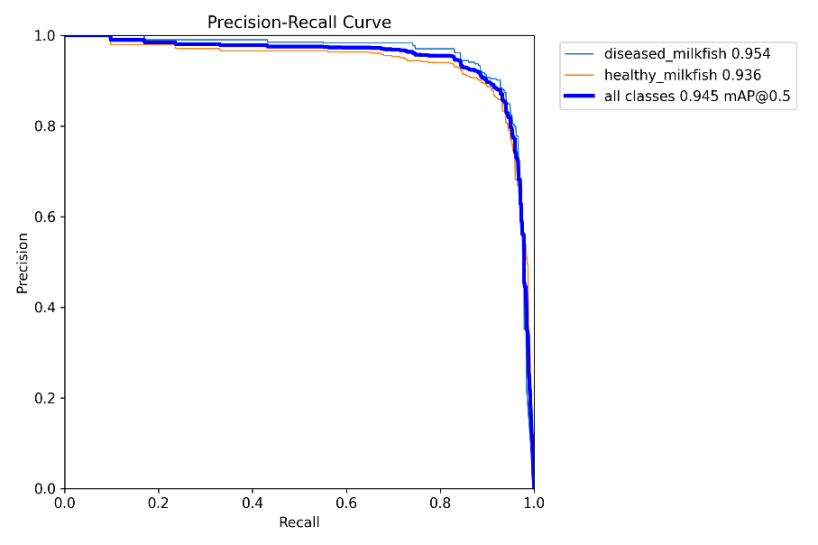 Precision-Recall Curve
1.0
0.8
0.6
0.4
0.2
0.0
Precision
0.0 0.2 0.4 0.6 0.8 1.0
Recall
diseased_milkfish 0.954
healthy_milkfish 0.936
all classes 0.945 mAP@0.5